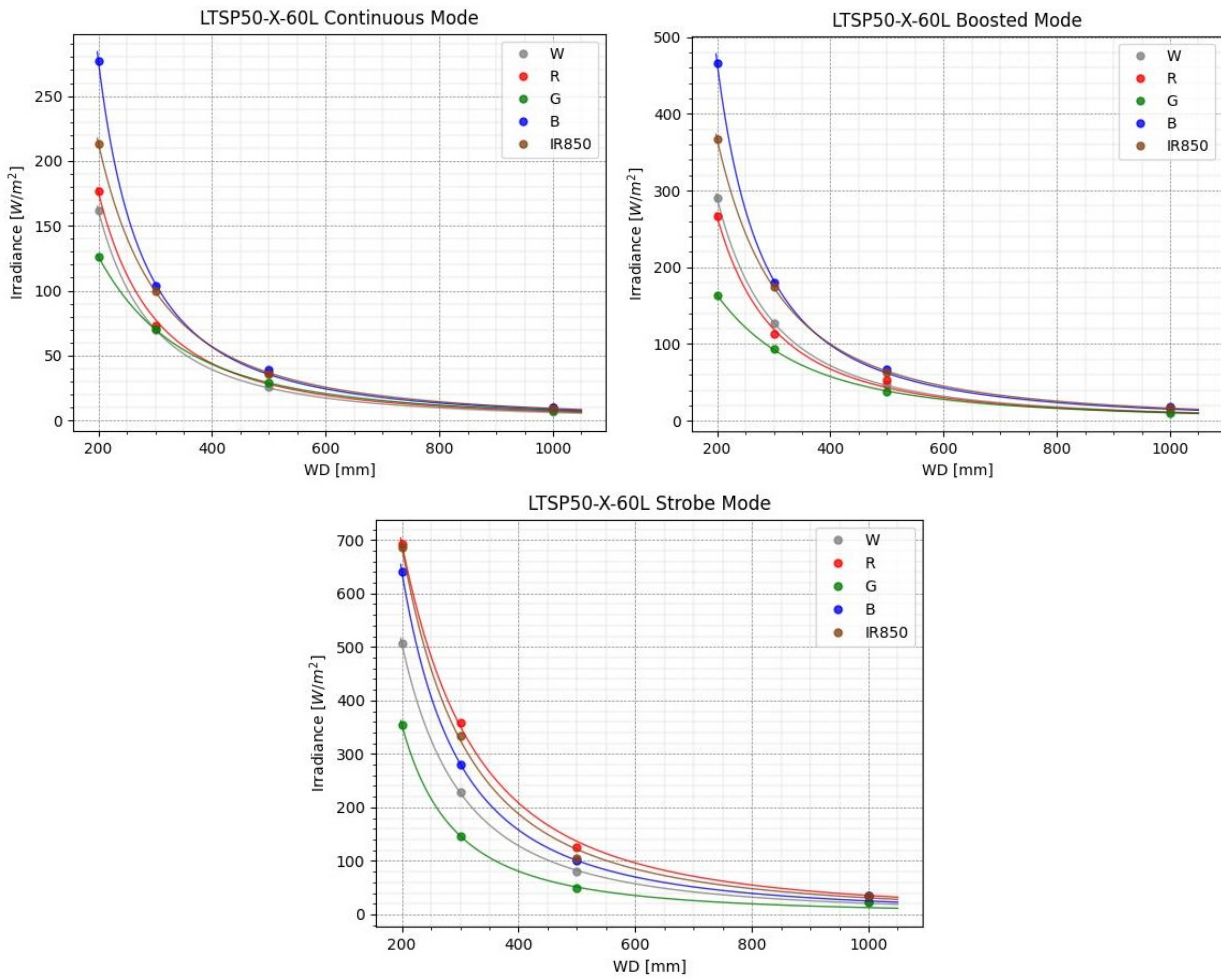 LTSP50-X-60L Continuous Mode
Irradiance [W/m²]
250
200
150
100
50
0
200
400
600
800
1000
WD [mm]
W
R
G
B
IR850
LTSP50-X-60L Boosted Mode
Irradiance [W/m²]
500
400
300
200
100
0
200
400
600
800
1000
WD [mm]
W
R
G
B
IR850
LTSP50-X-60L Strobe Mode
Irradiance [W/m²]
700
600
500
400
300
200
100
0
200
400
600
800
1000
WD [mm]
W
R
G
B
IR850